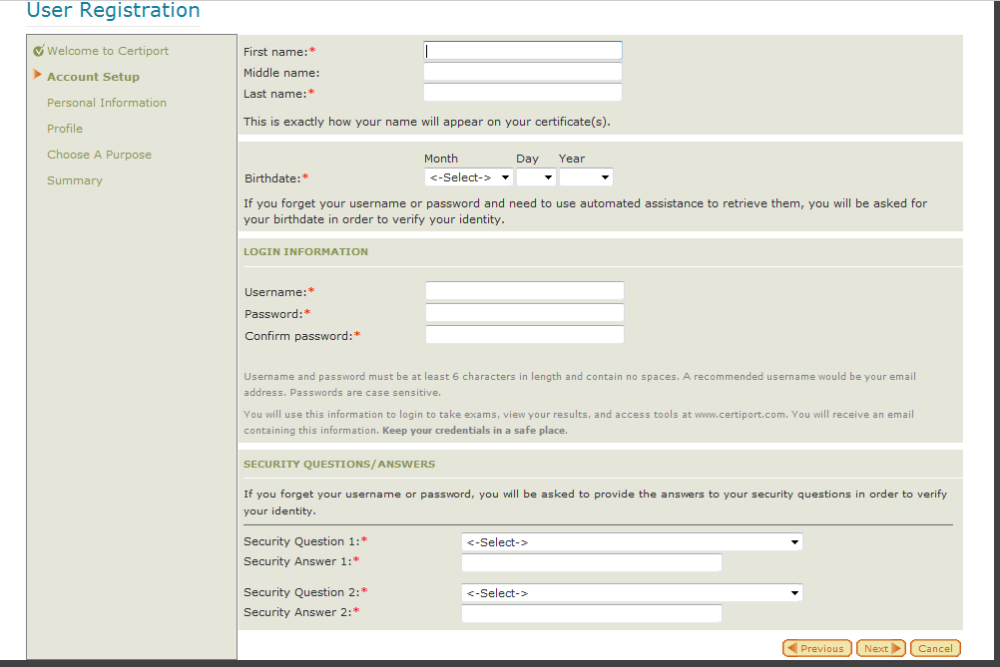 User Registration
Welcome to Certiport
Account Setup
Personal Information
Profile
Choose A Purpose
Summary
First name:*
Middle name:
Last name:*
This is exactly how your name will appear on your certificate(s).
Month Day Year
Birthdate:* <-Select->
If you forget your username or password and need to use automated assistance to retrieve them, you will be asked for
your birthdate in order to verify your identity.
LOGIN INFORMATION
Username:*
Password:*
Confirm password:*
Username and password must be at least 6 characters in length and contain no spaces. A recommended username would be your email
address. Passwords are case sensitive.
You will use this information to login to take exams, view your results, and access tools at www.certiport.com. You will receive an email
containing this information. Keep your credentials in a safe place.
SECURITY QUESTIONS/ANSWERS
If you forget your username or password, you will be asked to provide the answers to your security questions in order to verify
your identity.
Security Question 1:* <-Select->
Security Answer 1:*
Security Question 2:* <-Select->
Security Answer 2:*
Previous Next Cancel